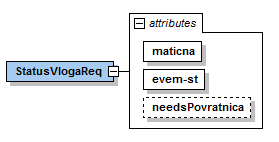 attributes
maticna
StatusVlogaReq
evem-st
needsPovratnica